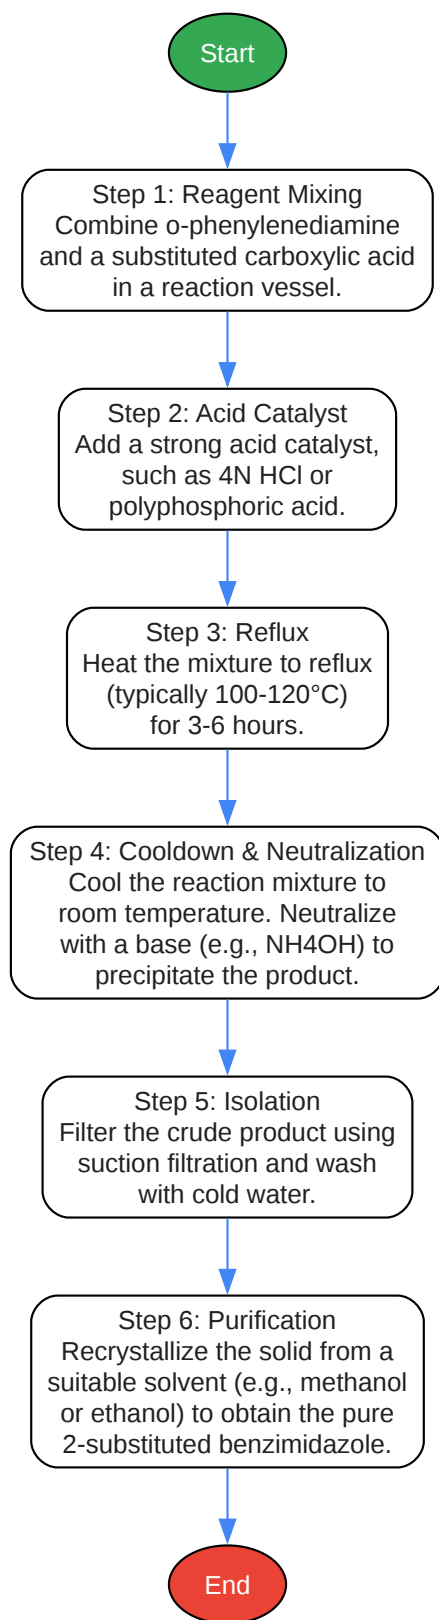 Start
Step 1: Reagent Mixing
Combine o-phenylenediamine
and a substituted carboxylic acid
in a reaction vessel.
Step 2: Acid Catalyst
Add a strong acid catalyst,
such as 4N HCl or
polyphosphoric acid.
Step 3: Reflux
Heat the mixture to reflux
(typically 100-120°C)
for 3-6 hours.
Step 4: Cooldown & Neutralization
Cool the reaction mixture to
room temperature. Neutralize
with a base (e.g., NH4OH) to
precipitate the product.
Step 5: Isolation
Filter the crude product using
suction filtration and wash
with cold water.
Step 6: Purification
Recrystallize the solid from a
suitable solvent (e.g., methanol
or ethanol) to obtain the pure
2-substituted benzimidazole.
End